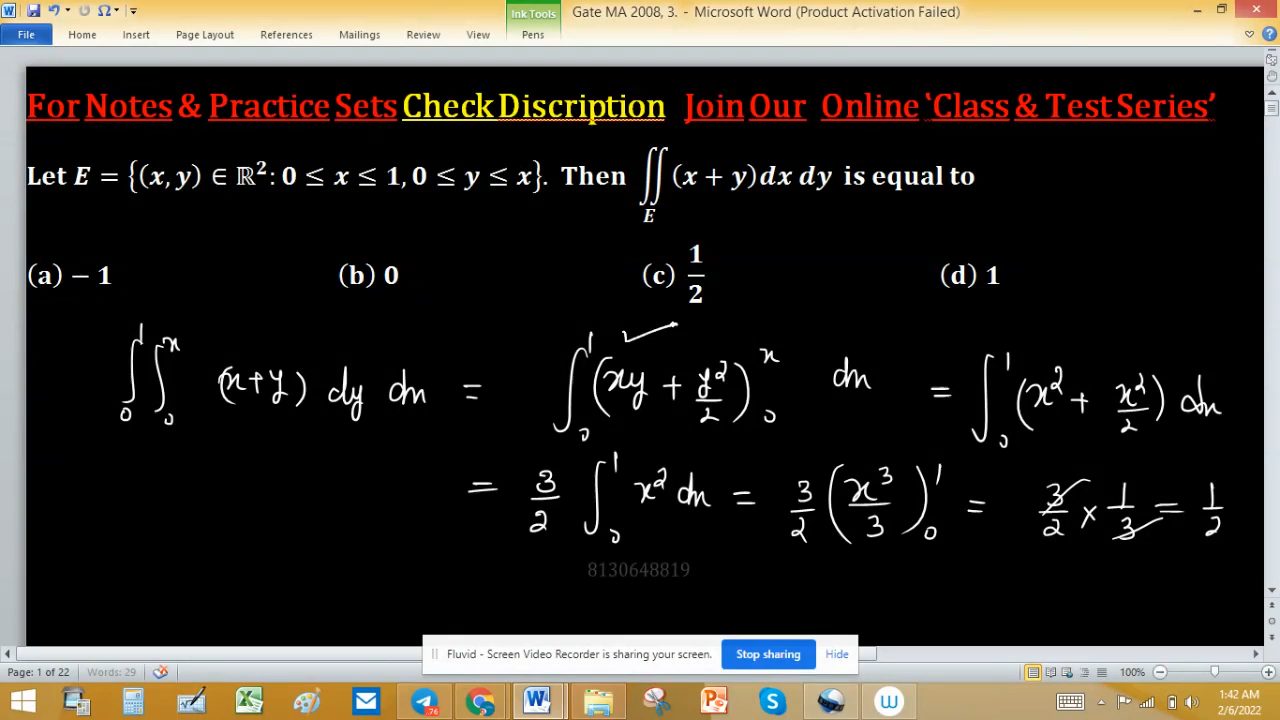 Gate MA 2008, 3. - Microsoft Word (Product Activation Failed)
Ink Tools
File Home Insert Page Layout References Mailings Review View Pens
For Notes & Practice Sets Check Discription Join Our Online ‘Class & Test Series’
Let E = {(x, y) ∈ ℝ²: 0 ≤ x ≤ 1, 0 ≤ y ≤ x}. Then ∬_E (x + y)dx dy is equal to
(a) − 1 (b) 0 (c) 1/2 (d) 1
∫₀¹ ∫₀ˣ (x+y) dy dx = ∫₀¹ (xy + y²/2)₀ˣ dx = ∫₀¹ (x² + x²/2) dx
= 3/2 ∫₀¹ x² dx = 3/2 (x³/3)₀¹ = 3/2 × 1/3 = 1/2
8130648819
Fluvid - Screen Video Recorder is sharing your screen. Stop sharing Hide
Page: 1 of 22 Words: 29 100%
76
1:42 AM
2/6/2022